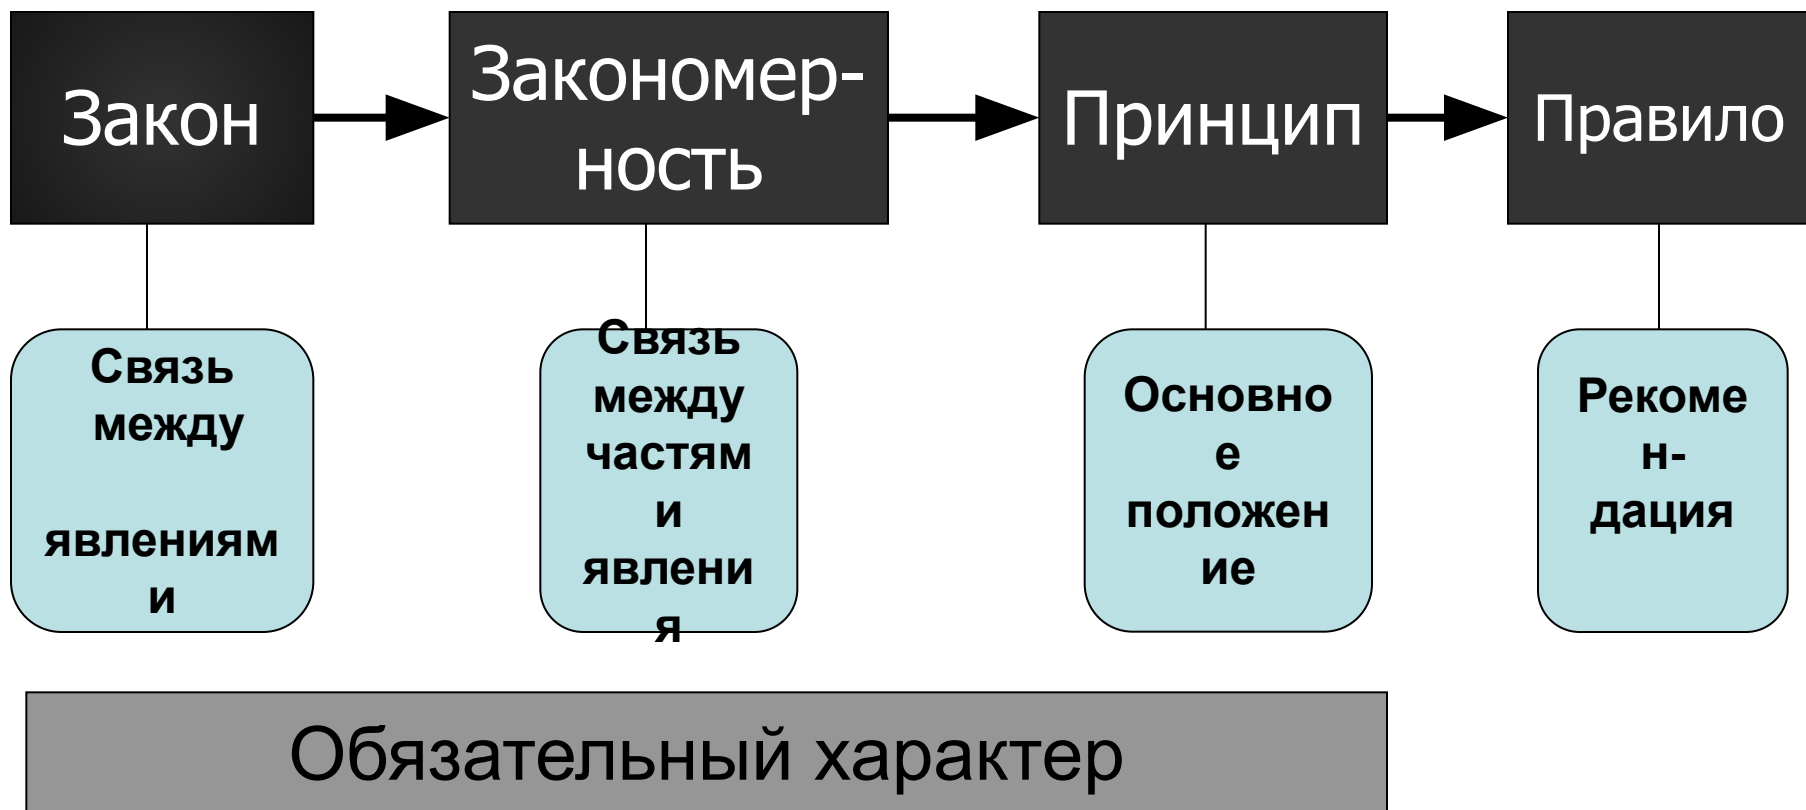 Закон
Закономер-
ность
Принцип
Правило
Связь
между
явлениям
и
Связь
между
частям
и
явлени
я
Основно
е
положен
ие
Рекоме
н-
дация
Обязательный характер